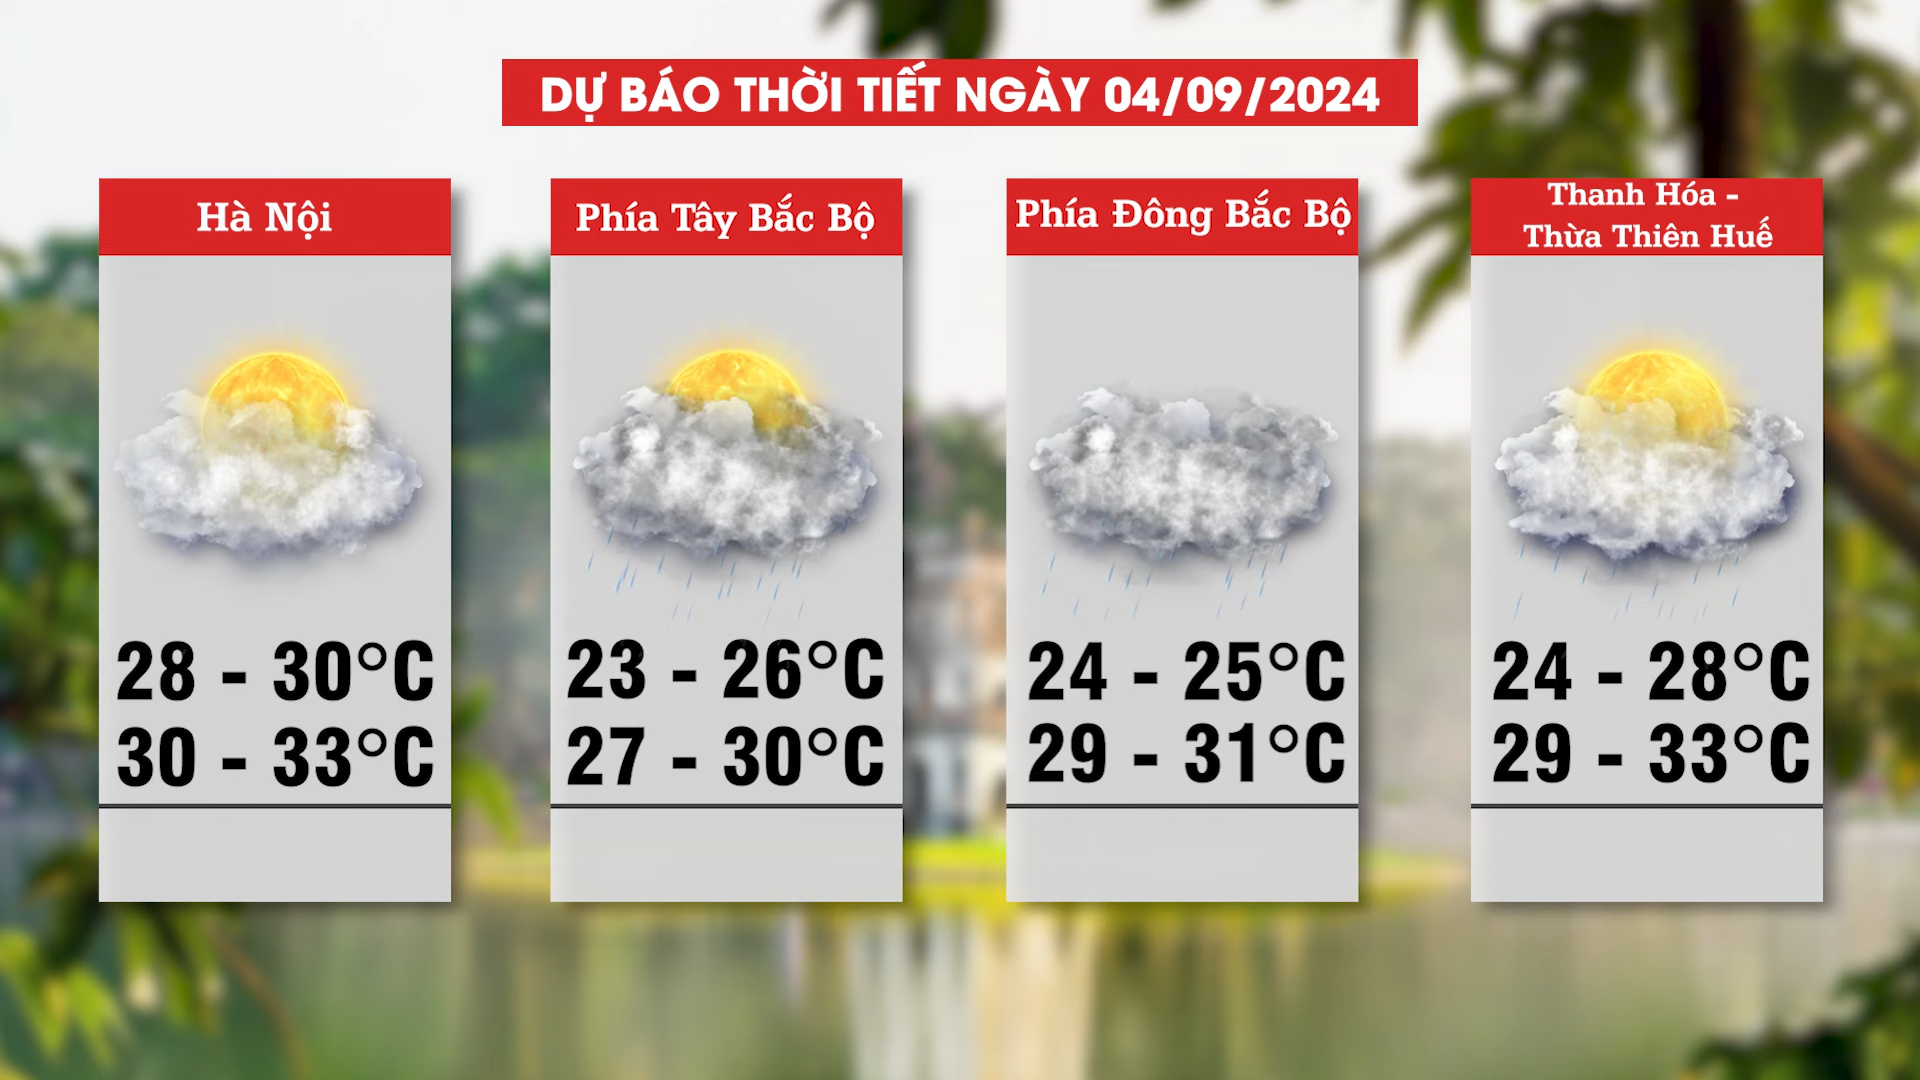 DỰ BÁO THỜI TIẾT NGÀY 04/09/2024
Hà Nội
28 - 30°C
30 - 33°C
Phía Tây Bắc Bộ
23 - 26°C
27 - 30°C
Phía Đông Bắc Bộ
24 - 25°C
29 - 31°C
Thanh Hóa -
Thừa Thiên Huế
24 - 28°C
29 - 33°C